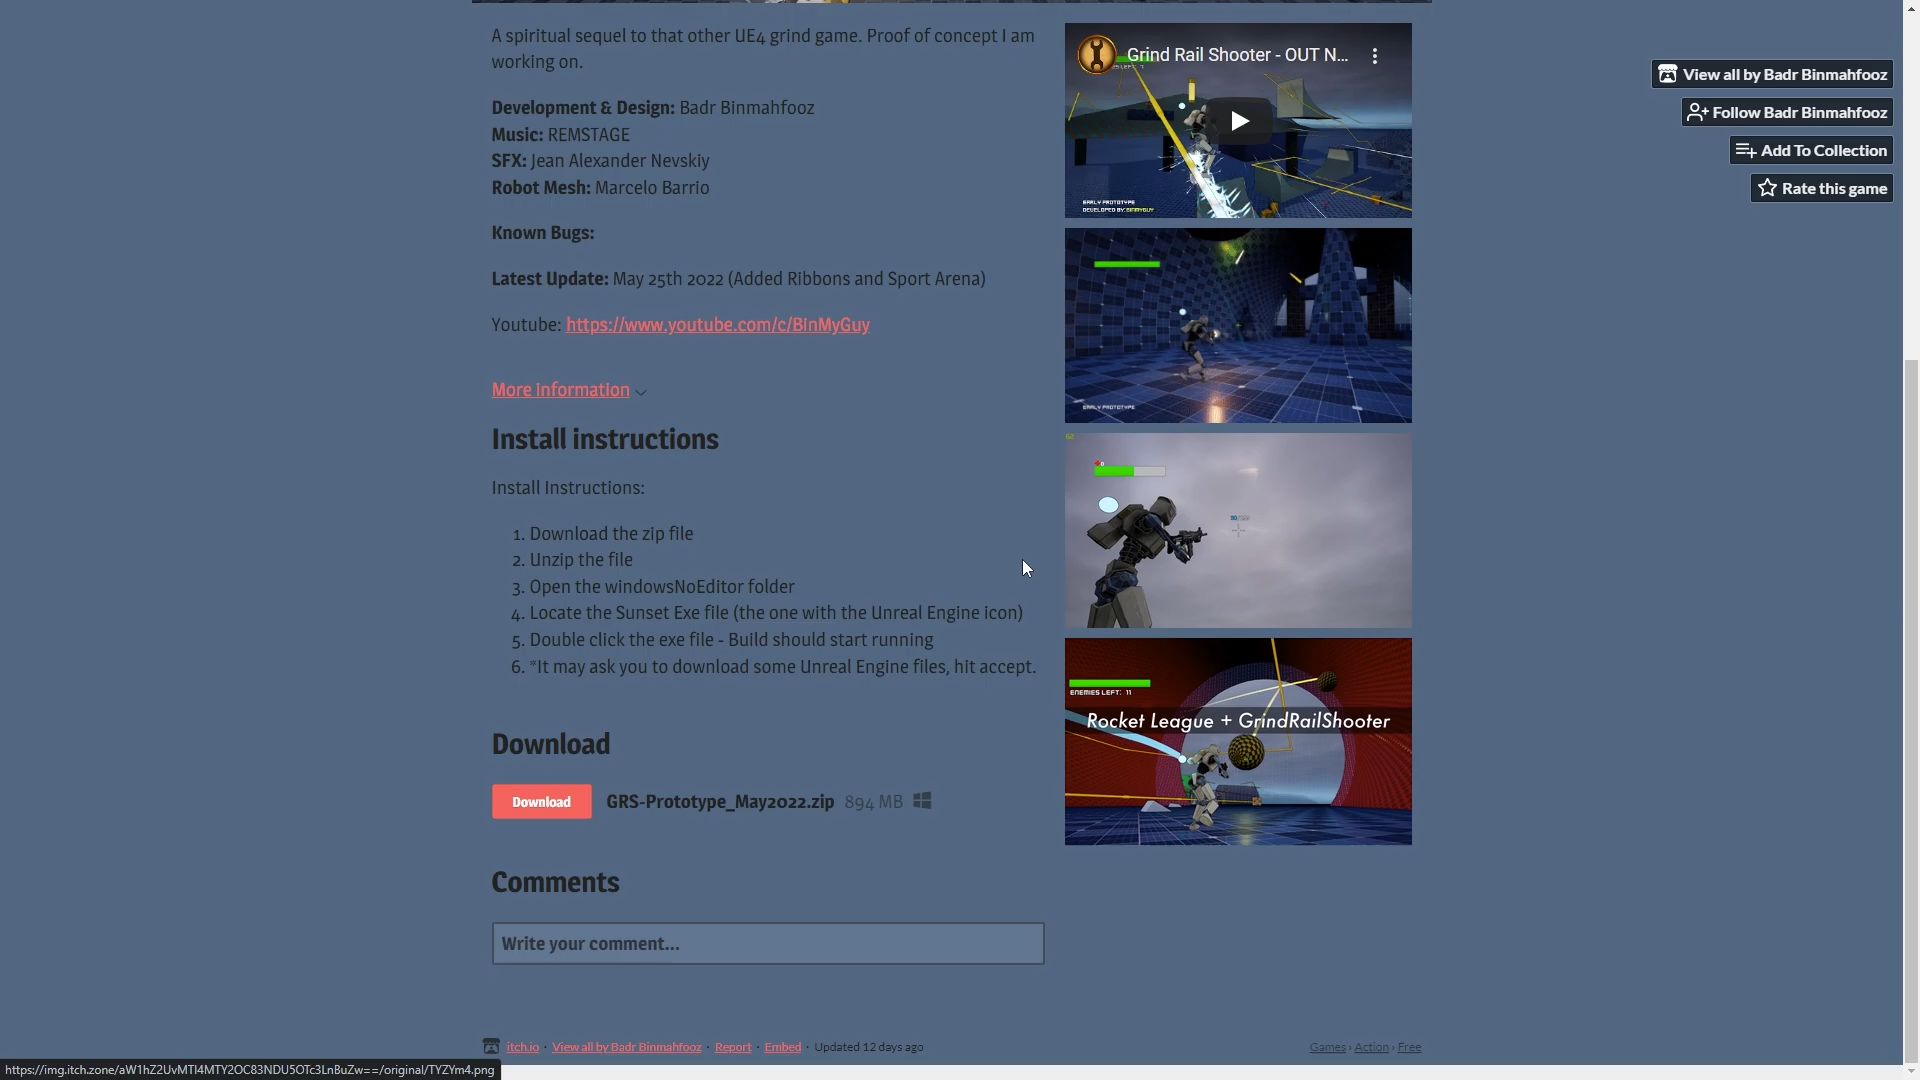 A spiritual sequel to that other UE4 grind game. Proof of concept I am
working on.
Development & Design: Badr Binmahfooz
Music: REMSTAGE
SFX: Jean Alexander Nevskiy
Robot Mesh: Marcelo Barrio
Known Bugs:
Latest Update: May 25th 2022 (Added Ribbons and Sport Arena)
Youtube: https://www.youtube.com/c/BinMyGuy
More information
Install instructions
Install Instructions:
1. Download the zip file
2. Unzip the file
3. Open the windowsNoEditor folder
4. Locate the Sunset Exe file (the one with the Unreal Engine icon)
5. Double click the exe file - Build should start running
6. *It may ask you to download some Unreal Engine files, hit accept.
Download
Download GRS-Prototype_May2022.zip 894 MB
Comments
Write your comment...
Grind Rail Shooter - OUT N...
EARLY PROTOTYPE
DEVELOPED BY: BINMYGUY
EARLY PROTOTYPE
ENEMIES LEFT: 11
Rocket League + GrindRailShooter
View all by Badr Binmahfooz
Follow Badr Binmahfooz
Add To Collection
Rate this game
itch.io · View all by Badr Binmahfooz · Report · Embed · Updated 12 days ago
Games › Action › Free
https://img.itch.zone/aW1hZ2UvMTI4MTY2OC83NDU5OTc3LnBuZw==/original/TYZYm4.png